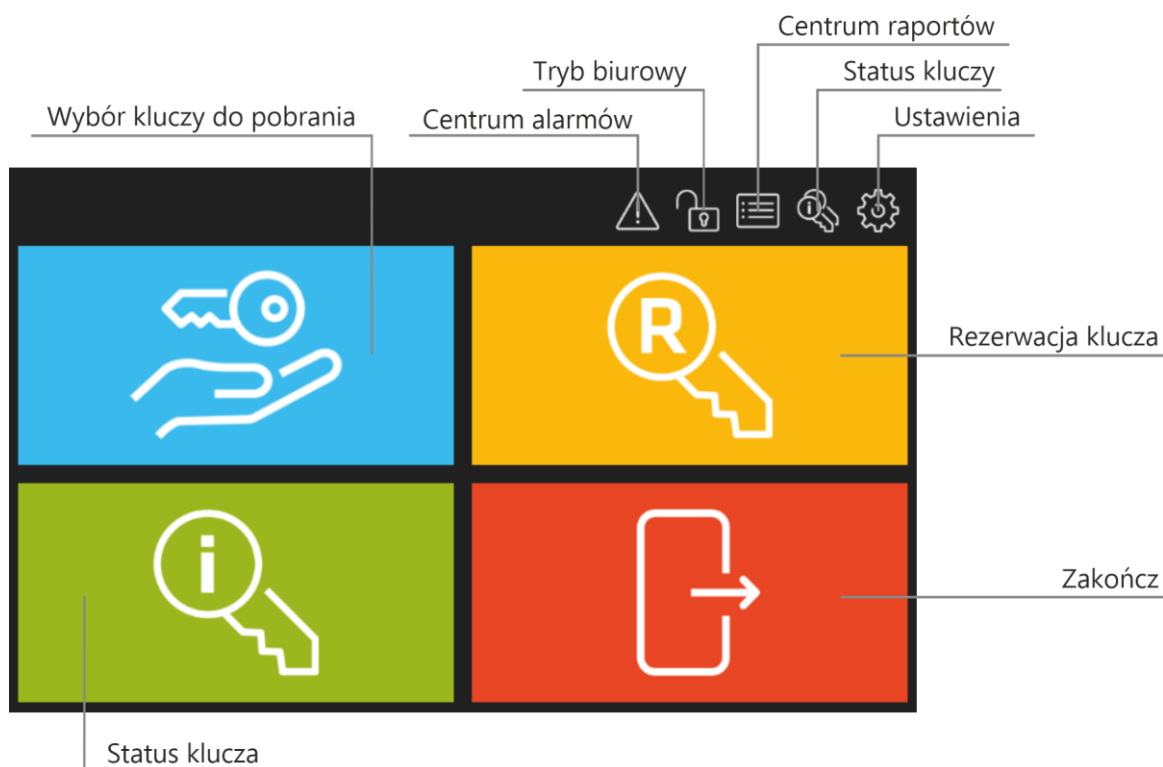 Centrum raportów
Tryb biurowy
Status kluczy
Wybór kluczy do pobrania
Centrum alarmów
Ustawienia
i
R
Rezerwacja klucza
i
Zakończ
Status klucza